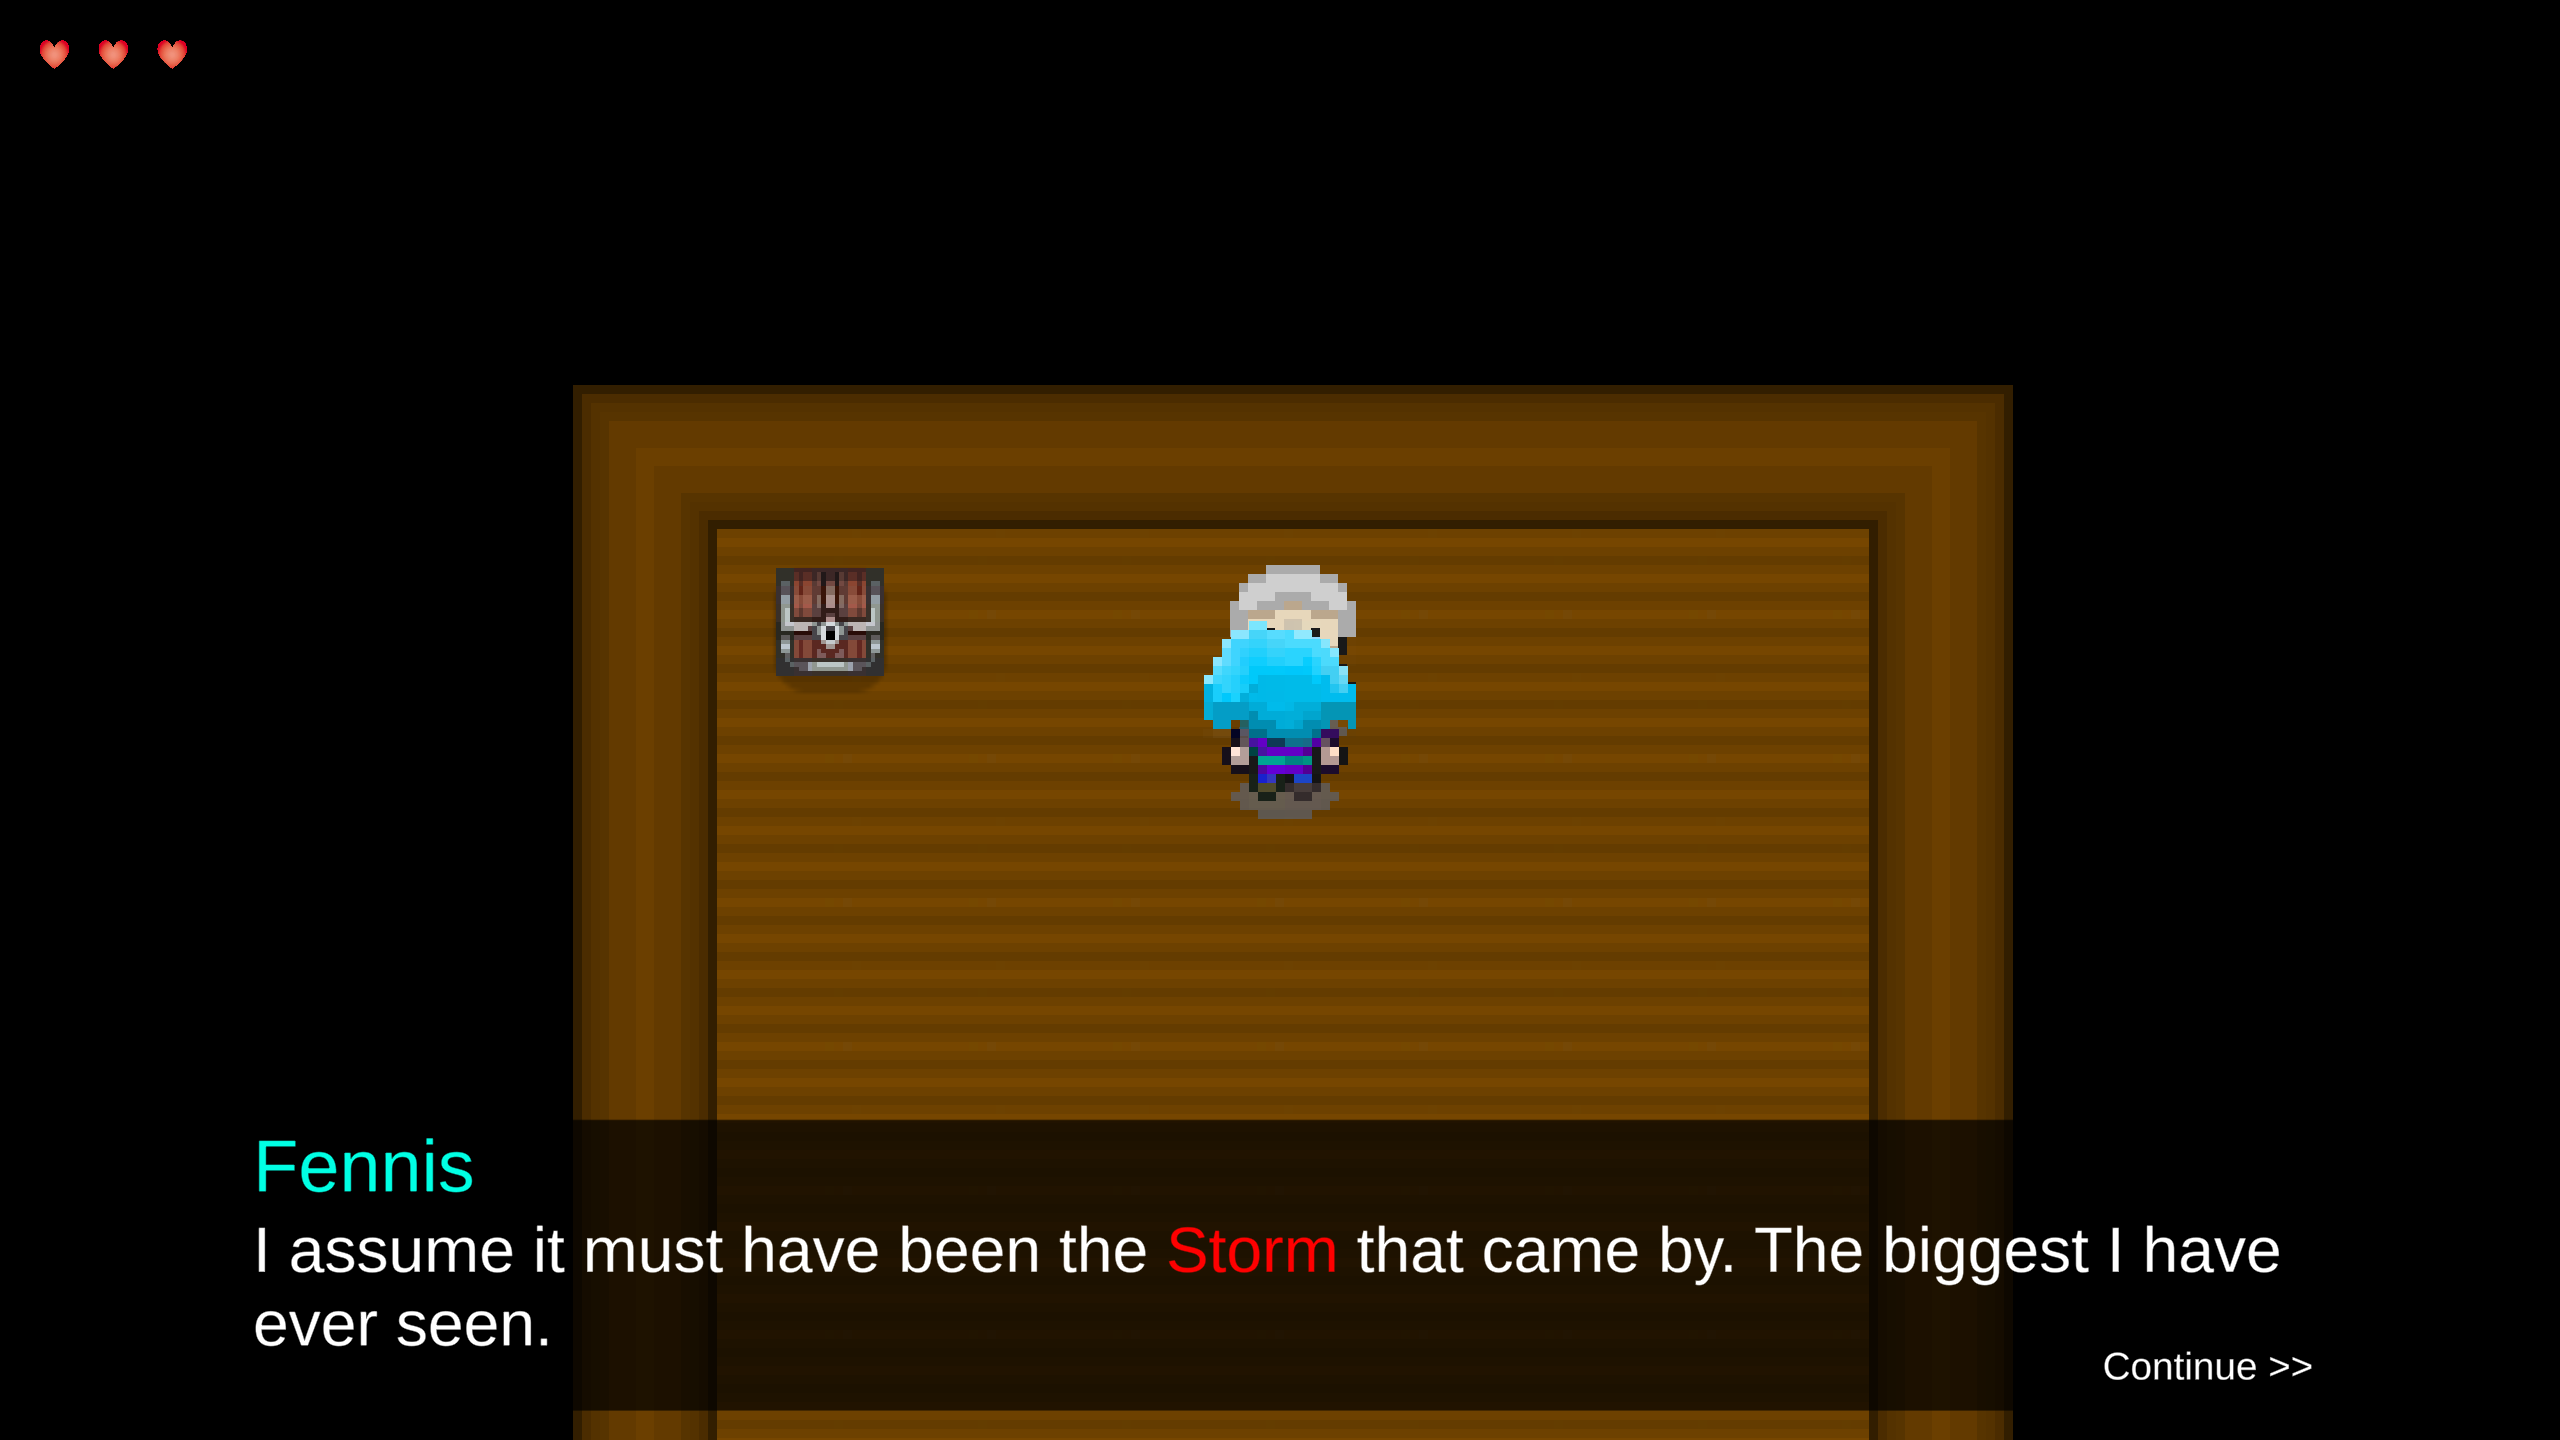 Fennis
I assume it must have been the Storm that came by. The biggest I have
ever seen.
Continue >>